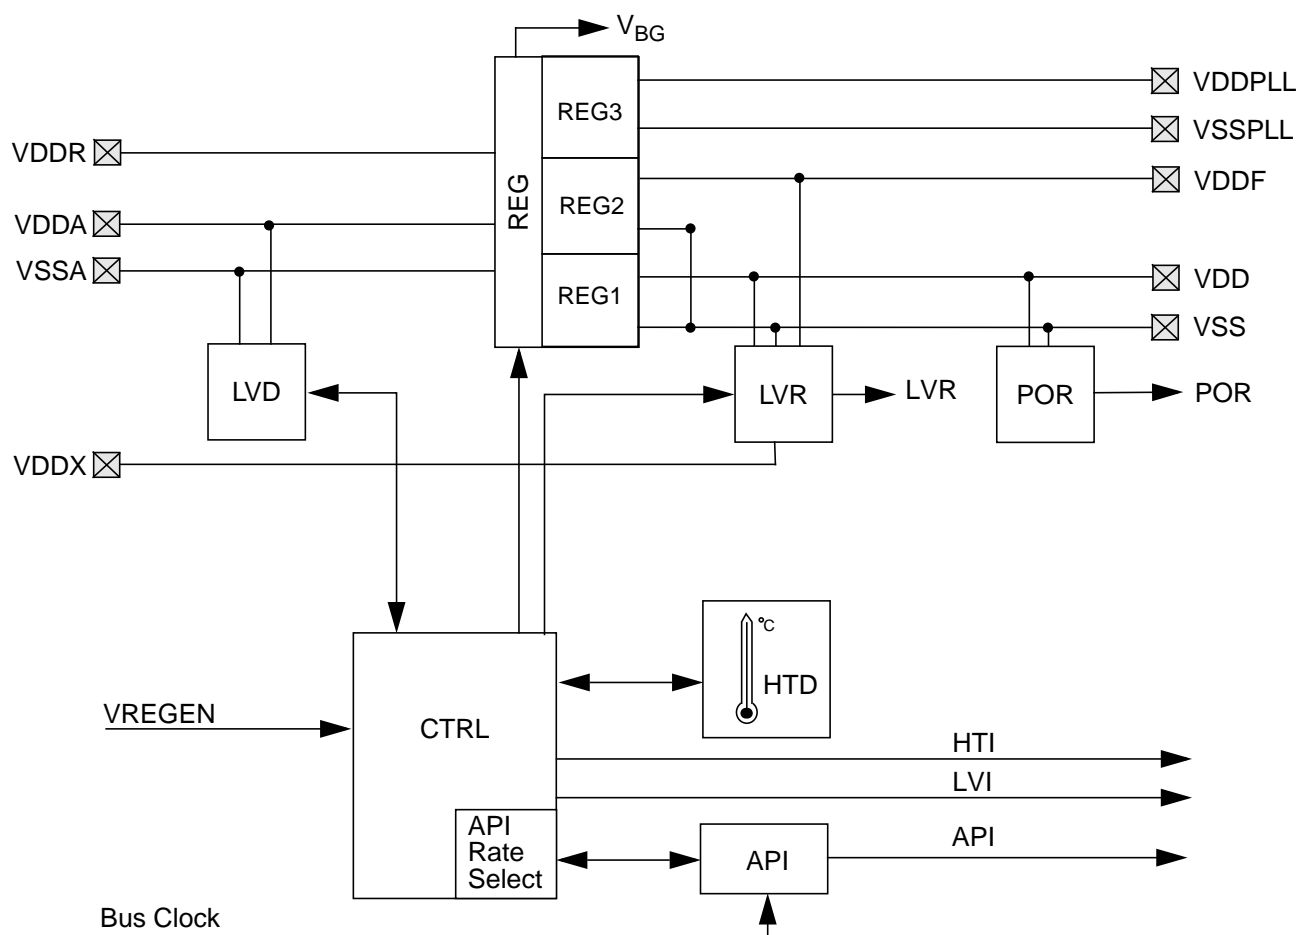 VBG
VDDPLL
REG3
VSSPLL
VDDR
VDDF
REG
REG2
VDDA
VSSA
VDD
REG1
VSS
LVD
LVR
LVR
POR
POR
VDDX
°C
HTD
VREGEN
CTRL
HTI
LVI
API
Rate
Select
API
API
Bus Clock